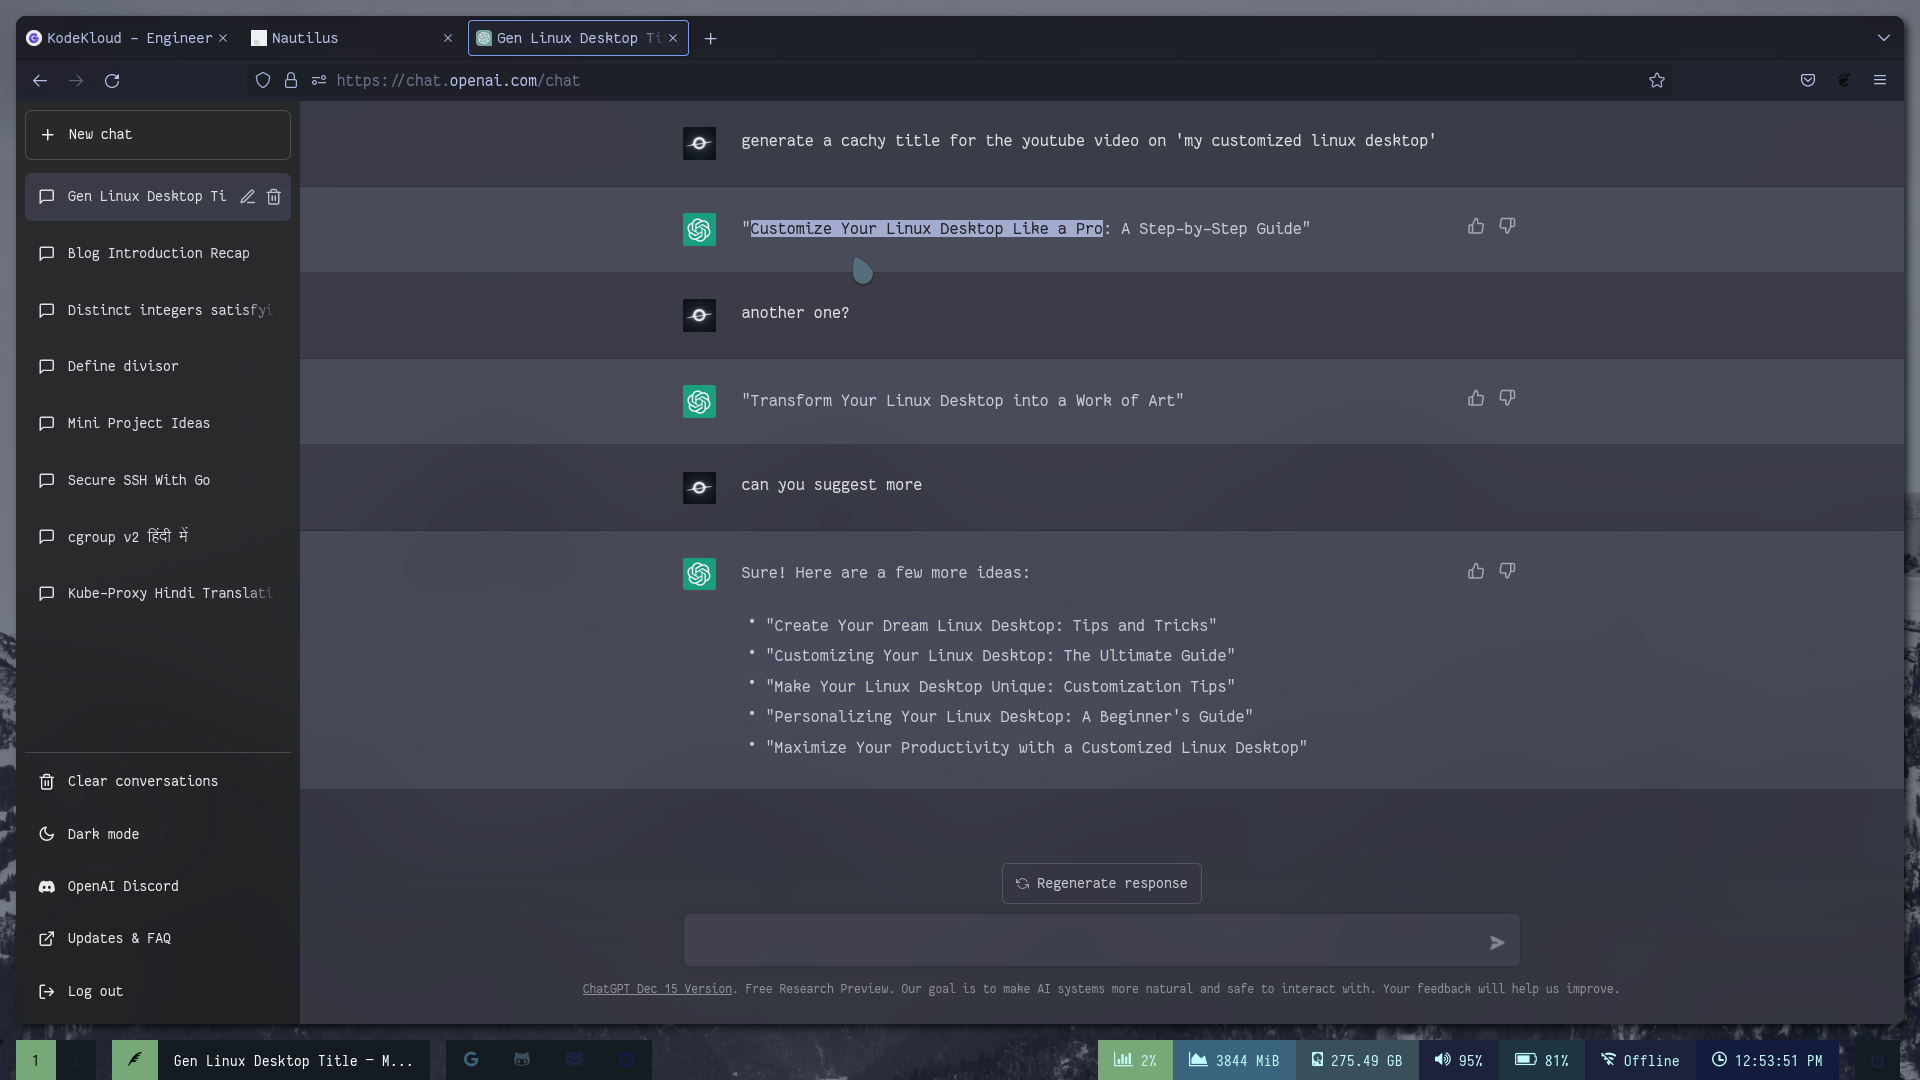 KodeKloud - Engineer
Nautilus
Gen Linux Desktop Ti
https://chat.openai.com/chat
New chat
Gen Linux Desktop Ti
Blog Introduction Recap
Distinct integers satisfyi
Define divisor
Mini Project Ideas
Secure SSH With Go
cgroup v2 हिंदी में
Kube-Proxy Hindi Translati
Clear conversations
Dark mode
OpenAI Discord
Updates & FAQ
Log out
generate a cachy title for the youtube video on 'my customized linux desktop'
"Customize Your Linux Desktop Like a Pro: A Step-by-Step Guide"
another one?
"Transform Your Linux Desktop into a Work of Art"
can you suggest more
Sure! Here are a few more ideas:
• "Create Your Dream Linux Desktop: Tips and Tricks"
• "Customizing Your Linux Desktop: The Ultimate Guide"
• "Make Your Linux Desktop Unique: Customization Tips"
• "Personalizing Your Linux Desktop: A Beginner's Guide"
• "Maximize Your Productivity with a Customized Linux Desktop"
Regenerate response
ChatGPT Dec 15 Version. Free Research Preview. Our goal is to make AI systems more natural and safe to interact with. Your feedback will help us improve.
1 3 Gen Linux Desktop Title — M... 2% 3844 MiB 275.49 GB 95% 81% Offline 12:53:51 PM